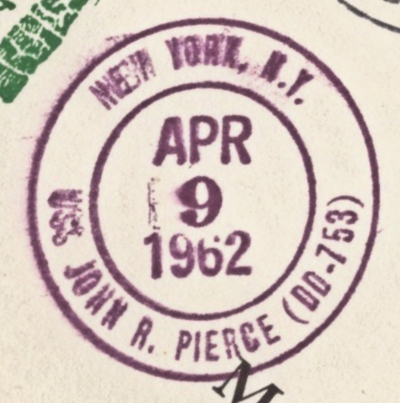 NEW YORK, N.Y.
APR
9
1962
USS JOHN R. PIERCE (DD-753)
M